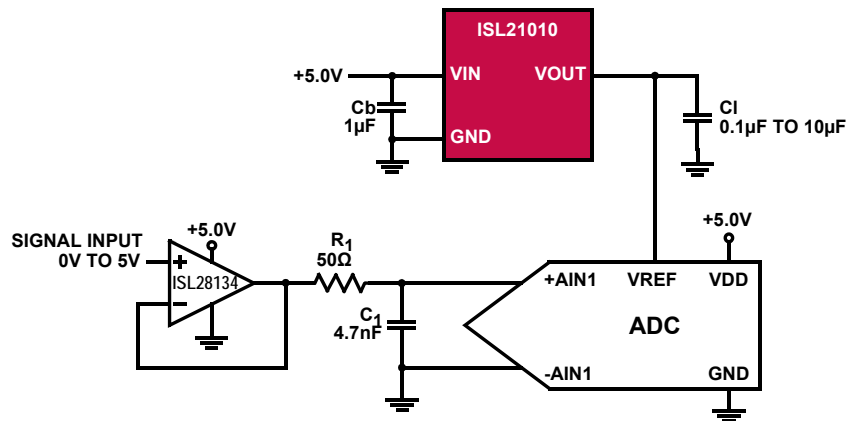 ISL21010
+5.0V
VIN
VOUT
Cb
1µF
GND
Cl
0.1µF TO 10µF
SIGNAL INPUT
0V TO 5V
+5.0V
+
ISL28134
–
R1
50Ω
C1
4.7nF
+5.0V
+AIN1
VREF
VDD
ADC
-AIN1
GND